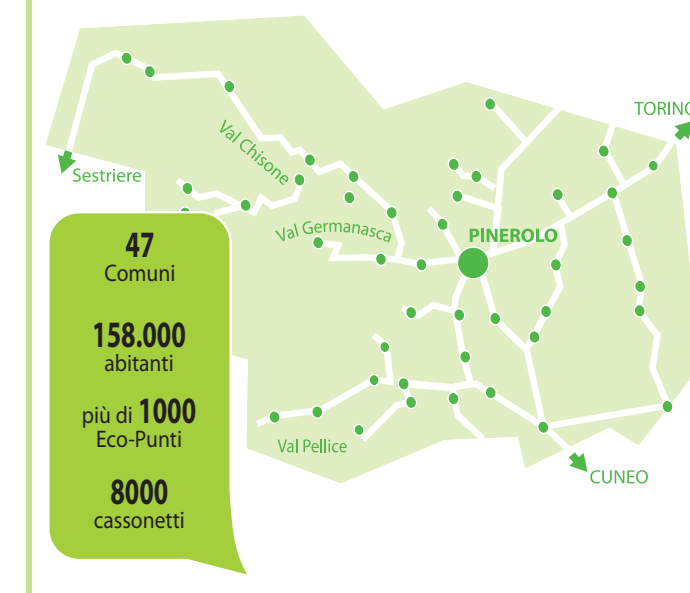 TORINO
Val Chisone
Sestriere
Val Germanasca
PINEROLO
47
Comuni
158.000
abitanti
più di 1000
Eco-Punti
8000
cassonetti
Val Pellice
CUNEO